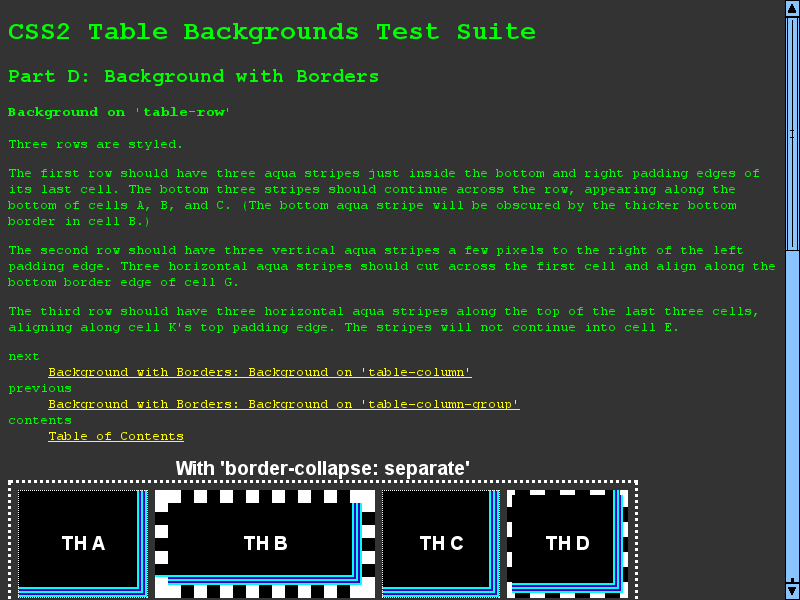 CSS2 Table Backgrounds Test Suite
Part D: Background with Borders
Background on 'table-row'
Three rows are styled.
The first row should have three aqua stripes just inside the bottom and right padding edges of
its last cell. The bottom three stripes should continue across the row, appearing along the
bottom of cells A, B, and C. (The bottom aqua stripe will be obscured by the thicker bottom
border in cell B.)
The second row should have three vertical aqua stripes a few pixels to the right of the left
padding edge. Three horizontal aqua stripes should cut across the first cell and align along the
bottom border edge of cell G.
The third row should have three horizontal aqua stripes along the top of the last three cells,
aligning along cell K's top padding edge. The stripes will not continue into cell E.
next
Background with Borders: Background on 'table-column'
previous
Background with Borders: Background on 'table-column-group'
contents
Table of Contents
With 'border-collapse: separate'
TH A TH B TH C TH D